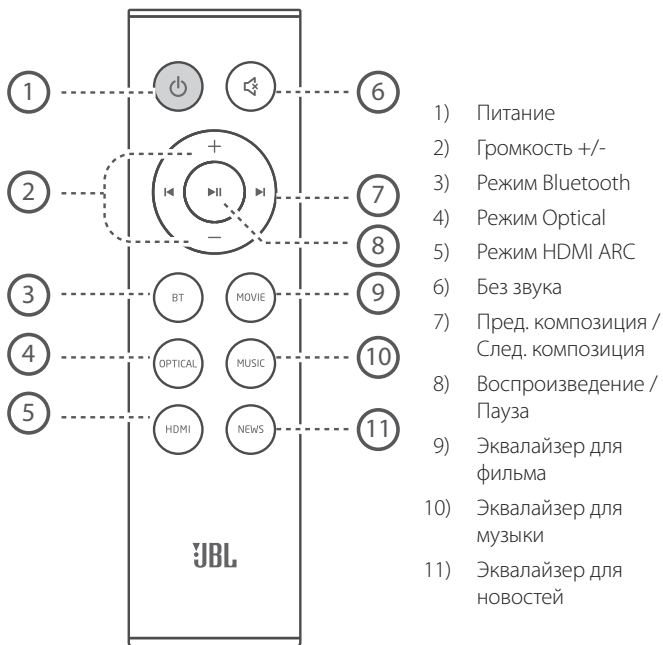 1
6
2
7
8
3
BT
MOVIE
9
4
OPTICAL
MUSIC
10
5
HDMI
NEWS
11
JBL
1) Питание
2) Громкость +/-
3) Режим Bluetooth
4) Режим Optical
5) Режим HDMI ARC
6) Без звука
7) Пред. композиция /
След. композиция
8) Воспроизведение /
Пауза
9) Эквалайзер для
фильма
10) Эквалайзер для
музыки
11) Эквалайзер для
новостей